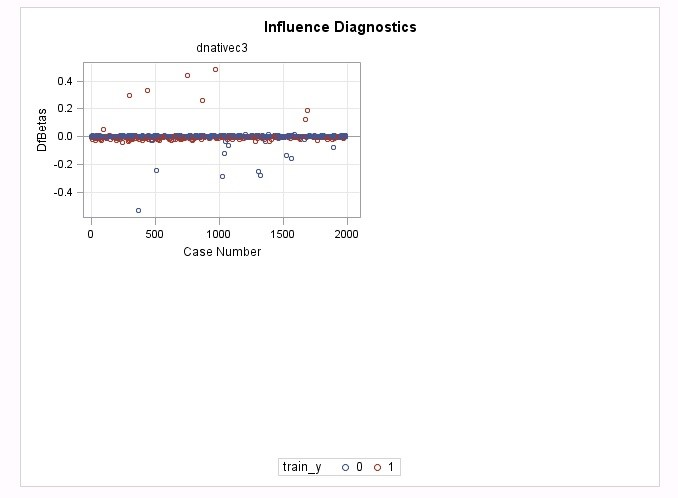 Influence Diagnostics
dnativec3
DfBetas
0.4
0.2
0.0
-0.2
-0.4
0 500 1000 1500 2000
Case Number
train_y 0 1